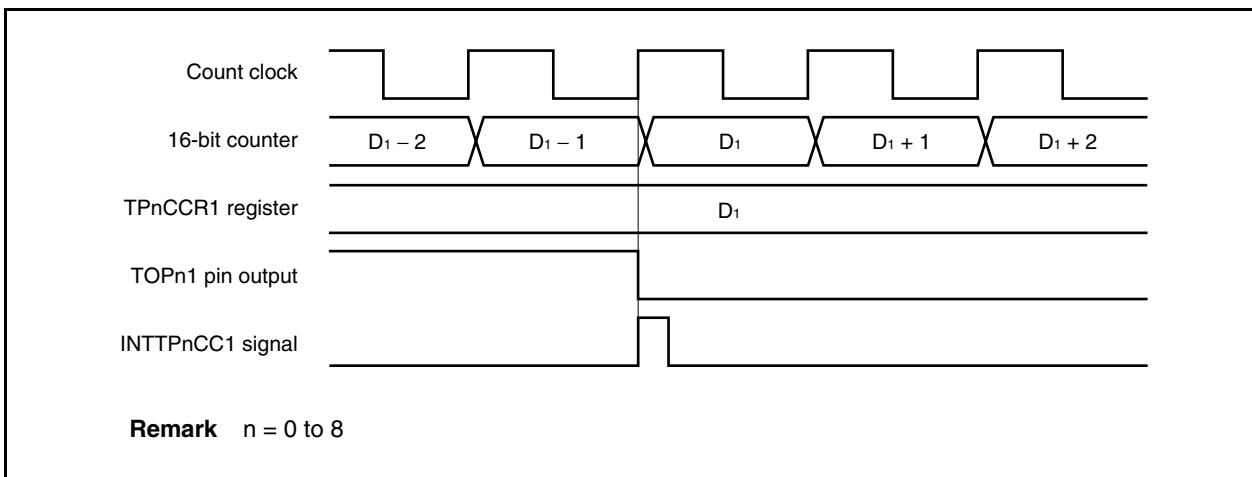 Count clock
16-bit counter
D1 – 2 D1 – 1 D1 D1 + 1 D1 + 2
TPnCCR1 register
D1
TOPn1 pin output
INTTPnCC1 signal
Remark n = 0 to 8